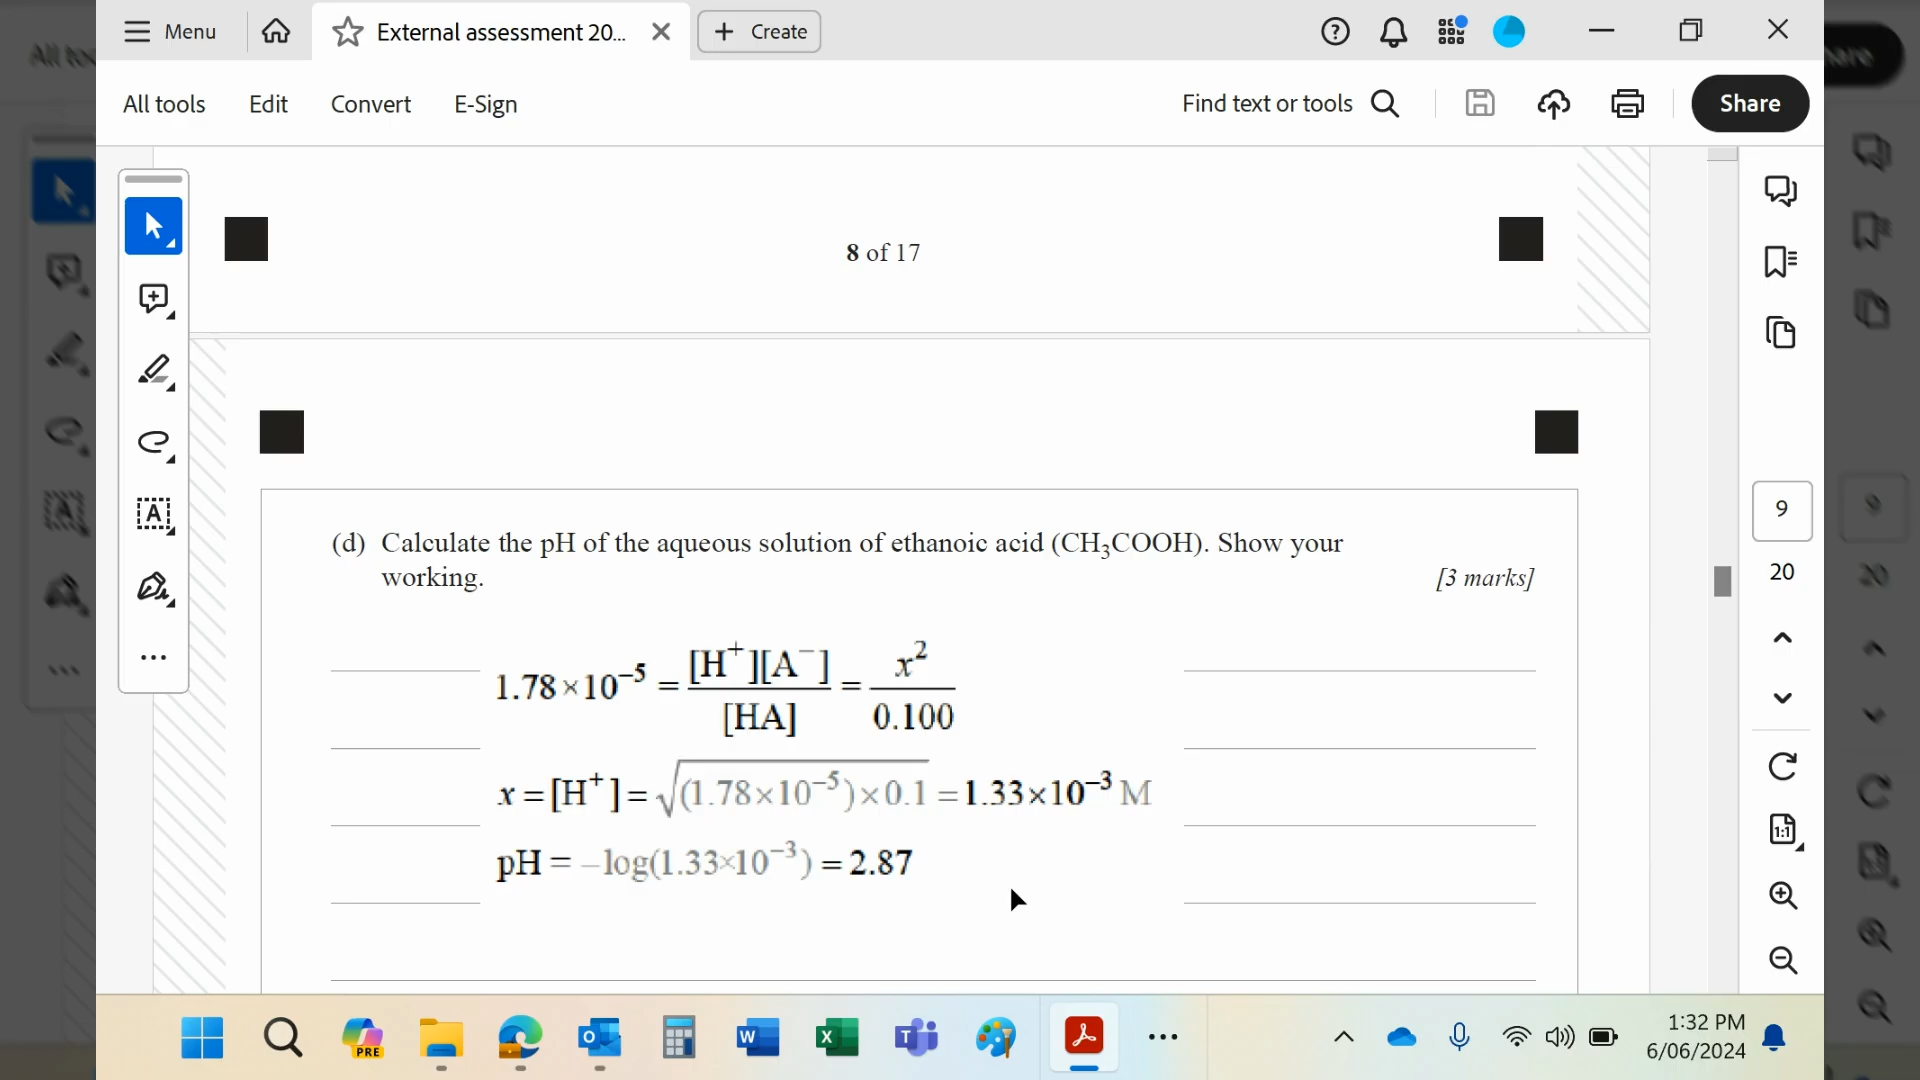 Menu
External assessment 20...
Create
All tools
Edit
Convert
E-Sign
Find text or tools
Share
8 of 17
(d) Calculate the pH of the aqueous solution of ethanoic acid (CH₃COOH). Show your
working.
[3 marks]
1.78×10⁻⁵ = [H⁺][A⁻] / [HA] = x² / 0.100
x = [H⁺] = √(1.78×10⁻⁵)×0.1 = 1.33×10⁻³ M
pH = −log(1.33×10⁻³) = 2.87
9
20
1:1
PRE
1:32 PM
6/06/2024